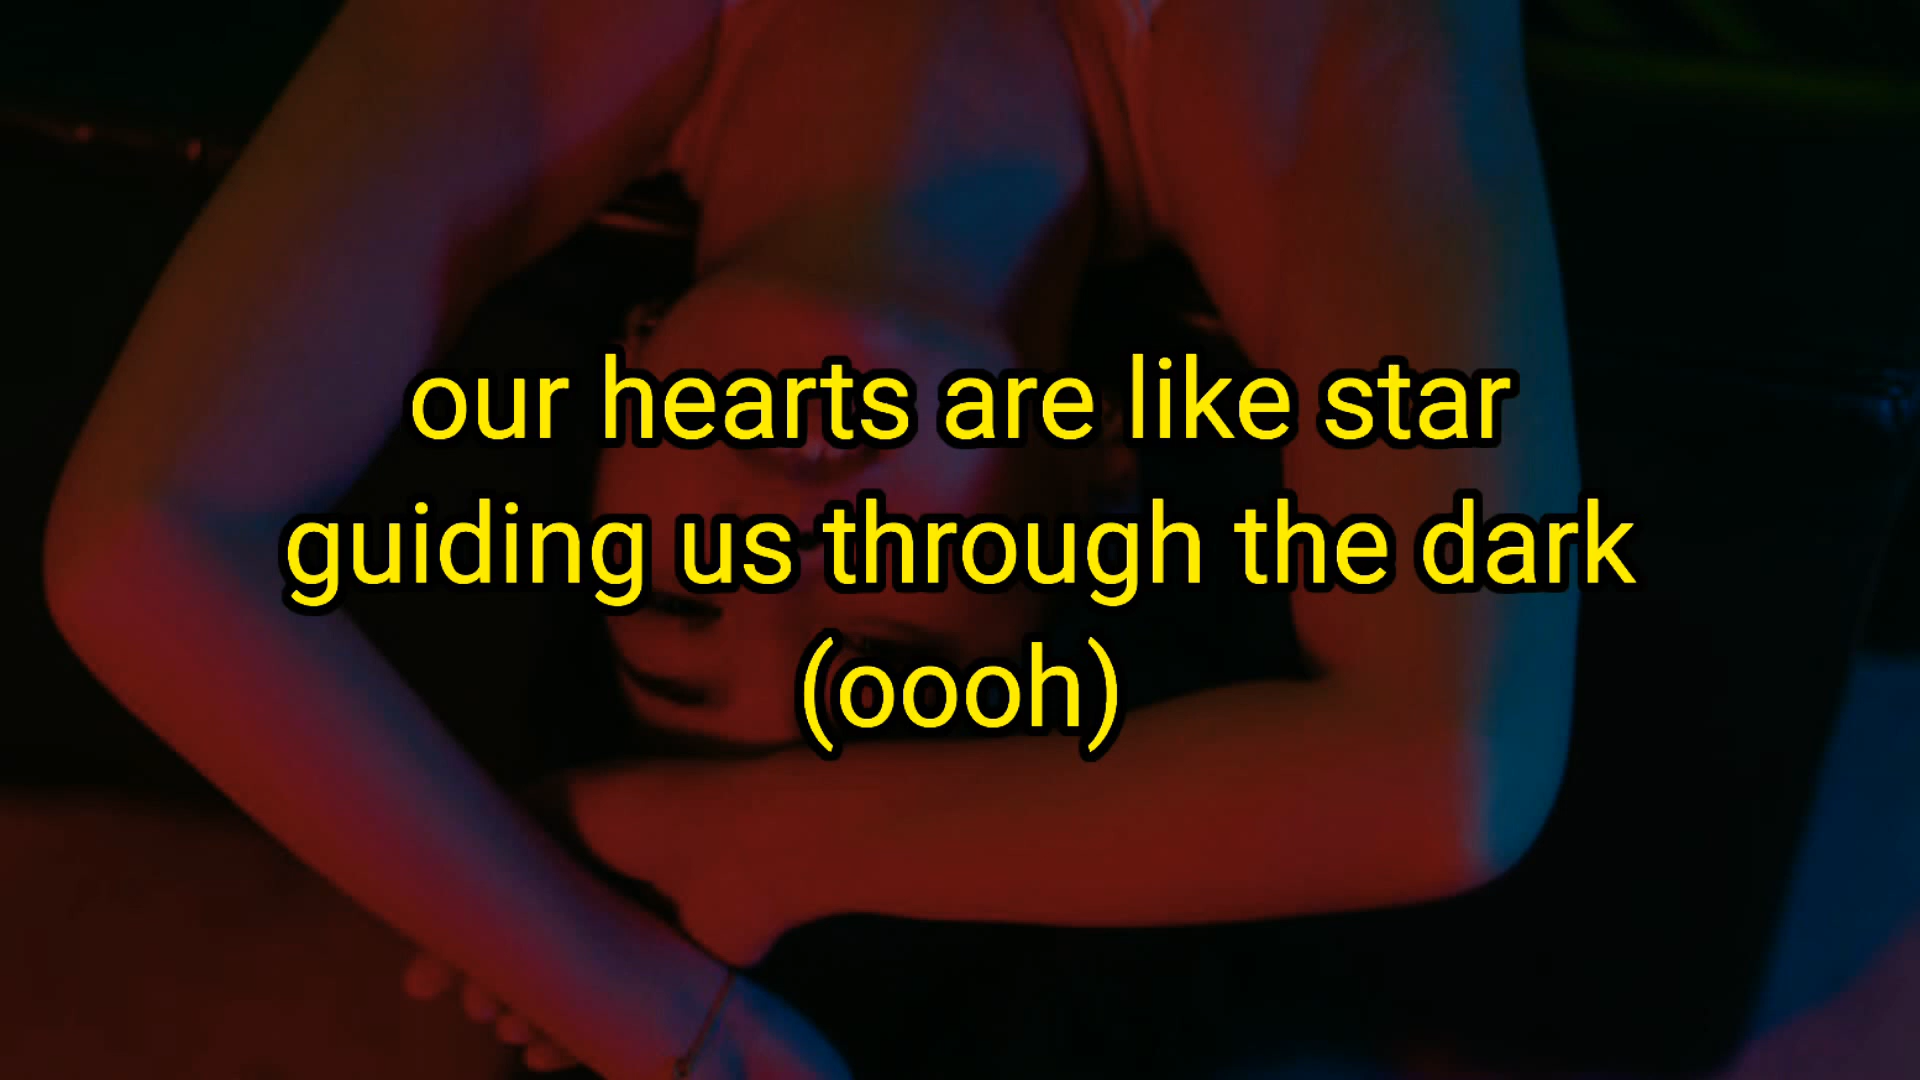 our hearts are like star
guiding us through the dark
(oooh)